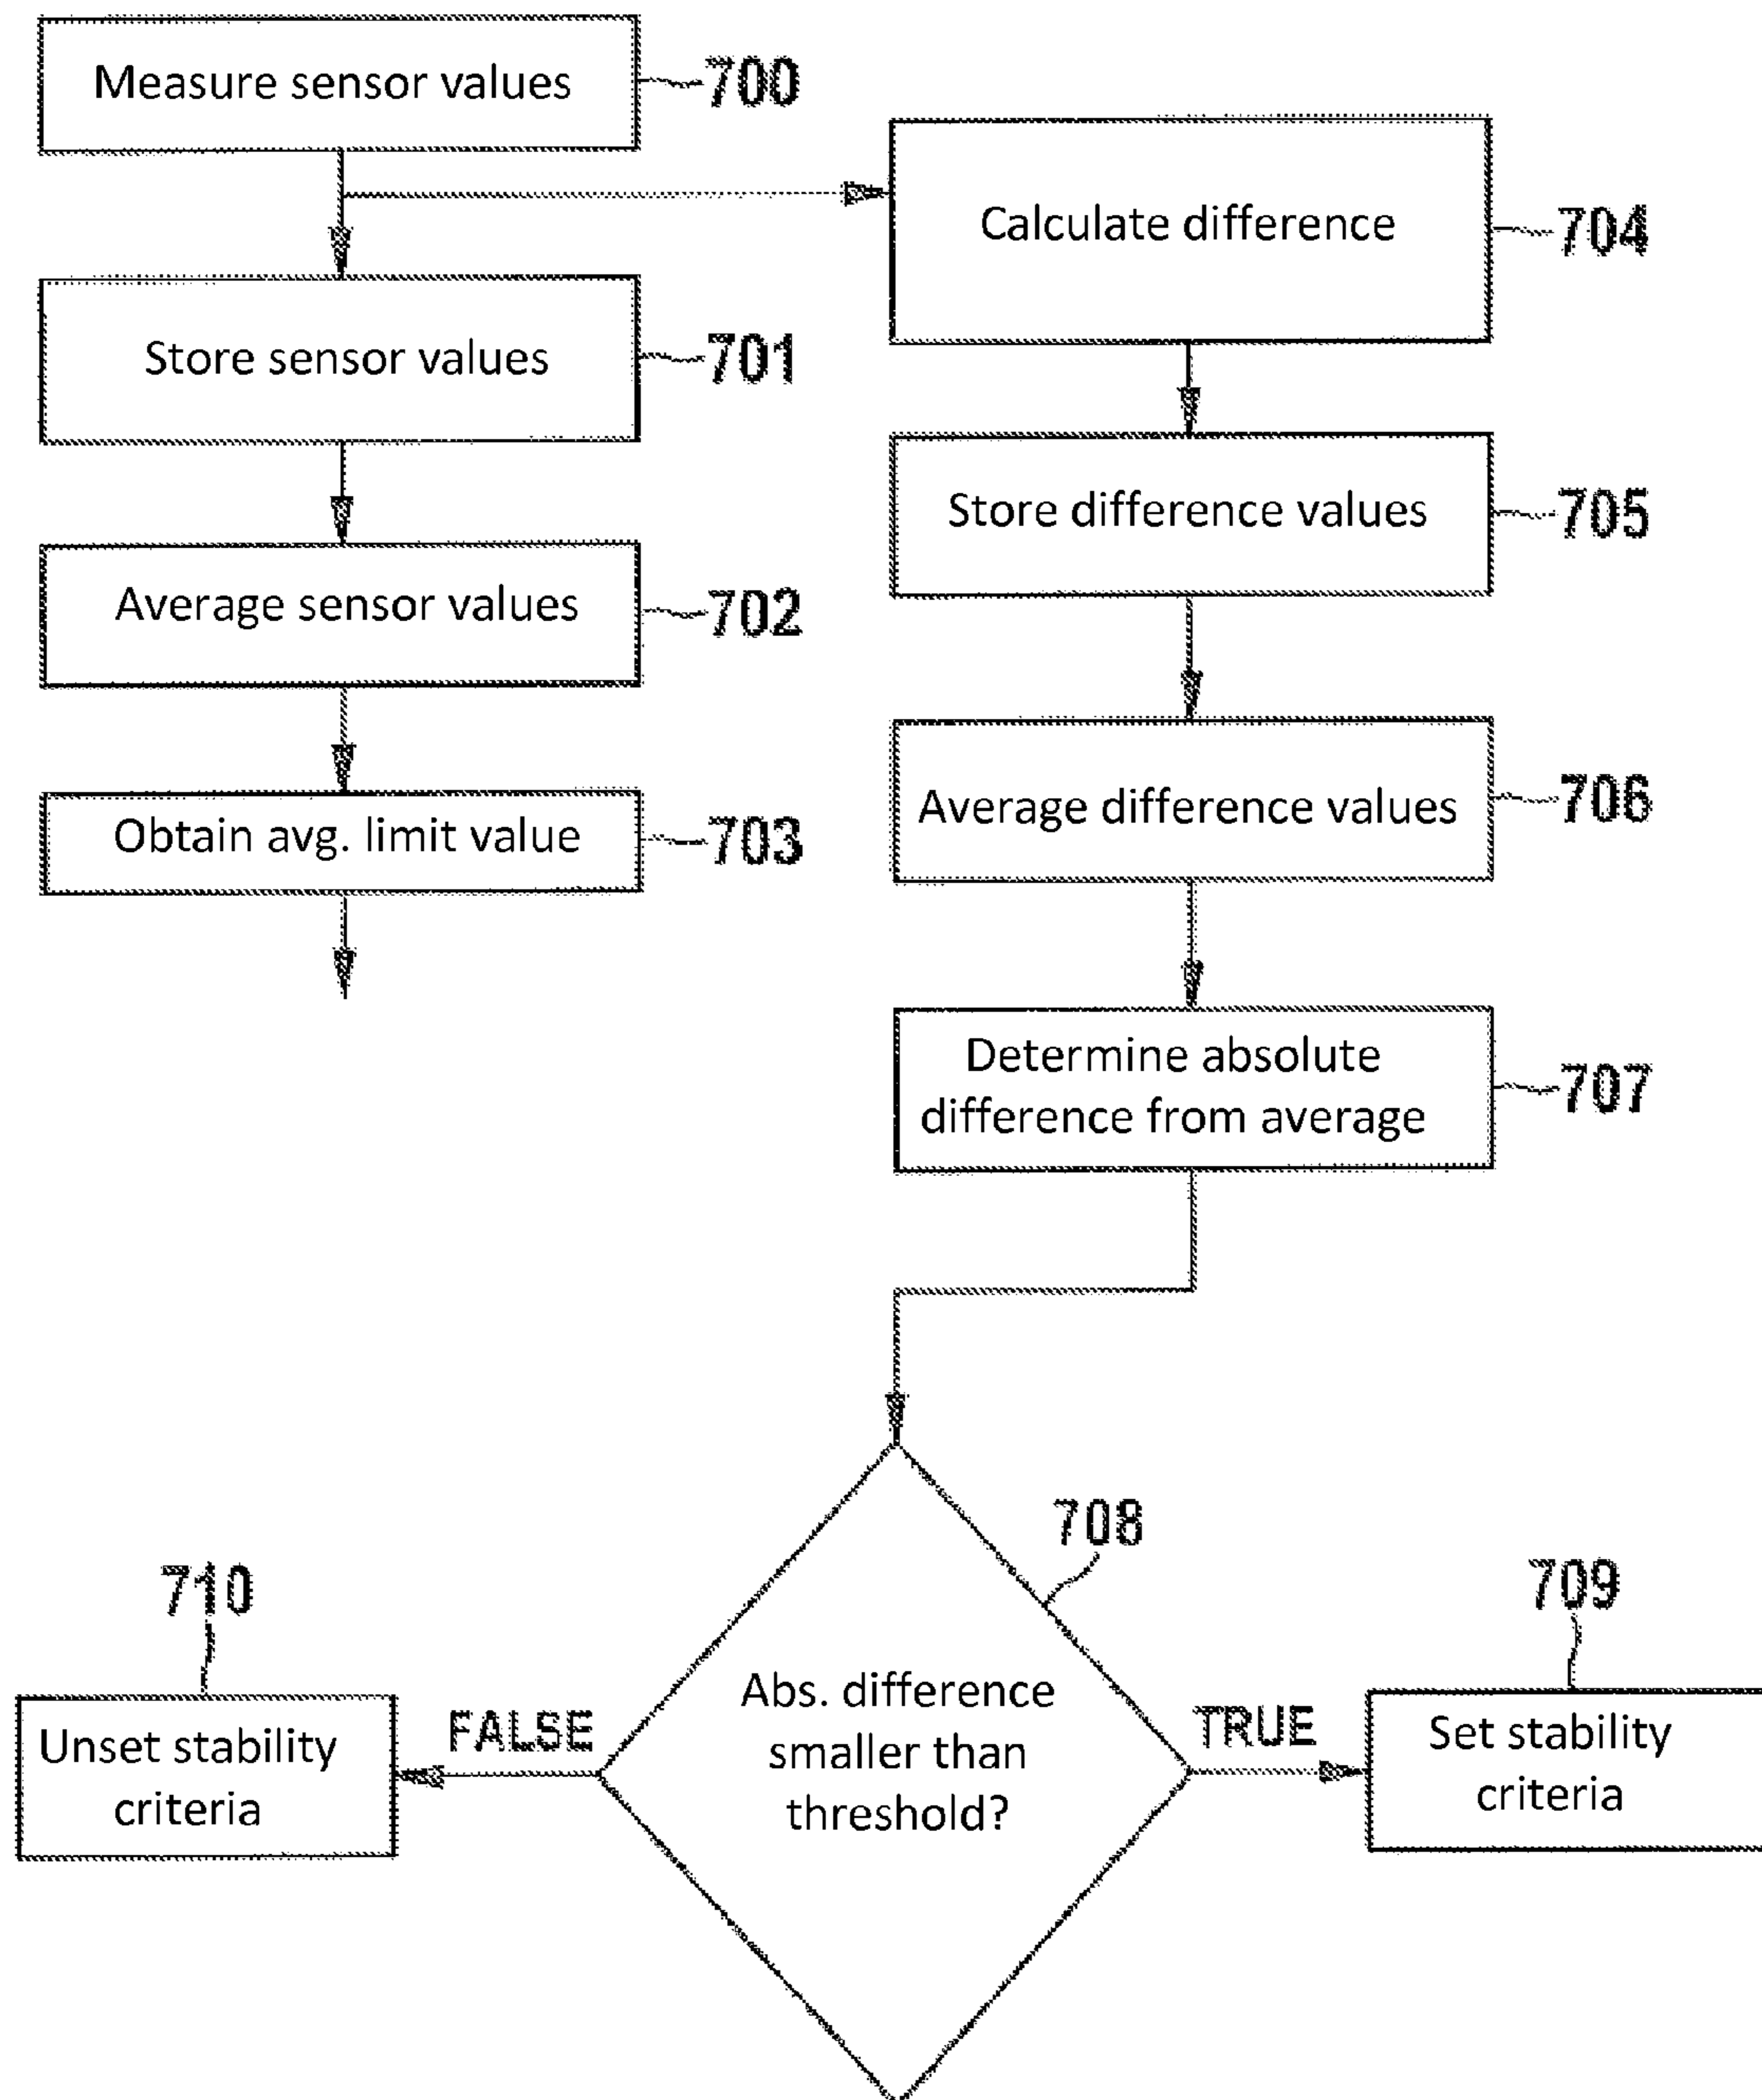 Measure sensor values
700
Store sensor values
701
Average sensor values
702
Obtain avg. limit value
703
Calculate difference
704
Store difference values
705
Average difference values
706
Determine absolute
difference from average
707
708
Abs. difference
smaller than
threshold?
FALSE
TRUE
710
Unset stability
criteria
709
Set stability
criteria